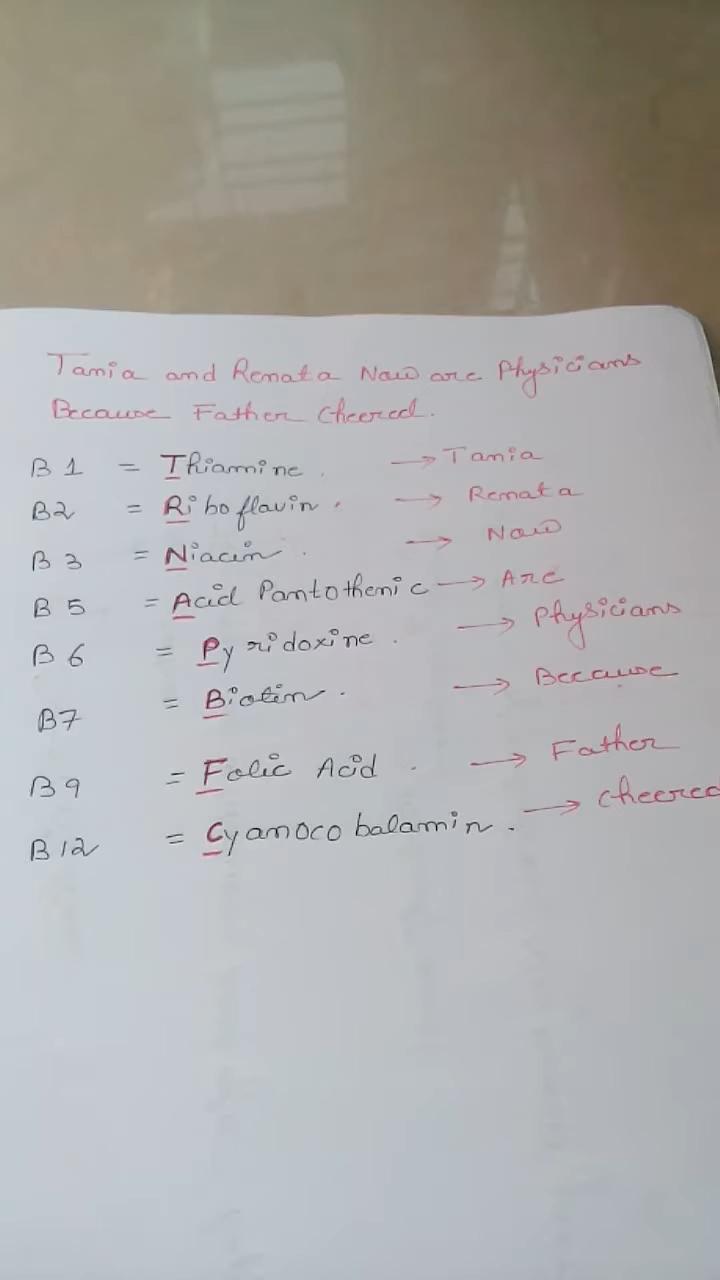 Tania and Renata Now are Physicians
Because Father Cheered.
B1 = Thiamine. → Tania
B2 = Riboflavin. → Renata
B3 = Niacin. → Now
B5 = Acid Pantothenic → Are
B6 = Pyridoxine. → Physicians
B7 = Biotin. → Because
B9 = Folic Acid. → Father
B12 = Cyanocobalamin. → Cheered